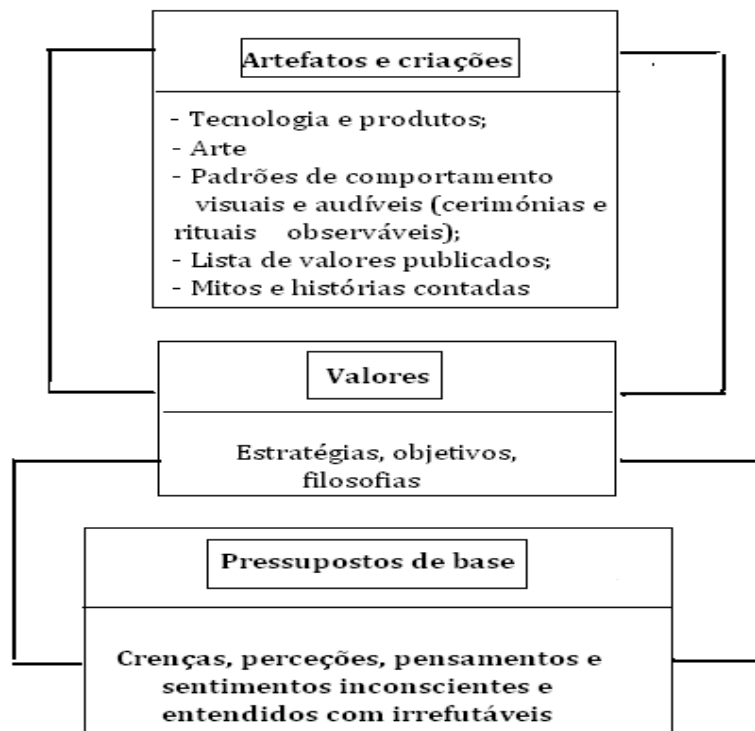 Artefatos e criações
- Tecnologia e produtos;
- Arte
- Padrões de comportamento
visuais e audíveis (cerimónias e
rituais observáveis);
- Lista de valores publicados;
- Mitos e histórias contadas
Valores
Estratégias, objetivos,
filosofias
Pressupostos de base
Crenças, perceções, pensamentos e
sentimentos inconscientes e
entendidos com irrefutáveis